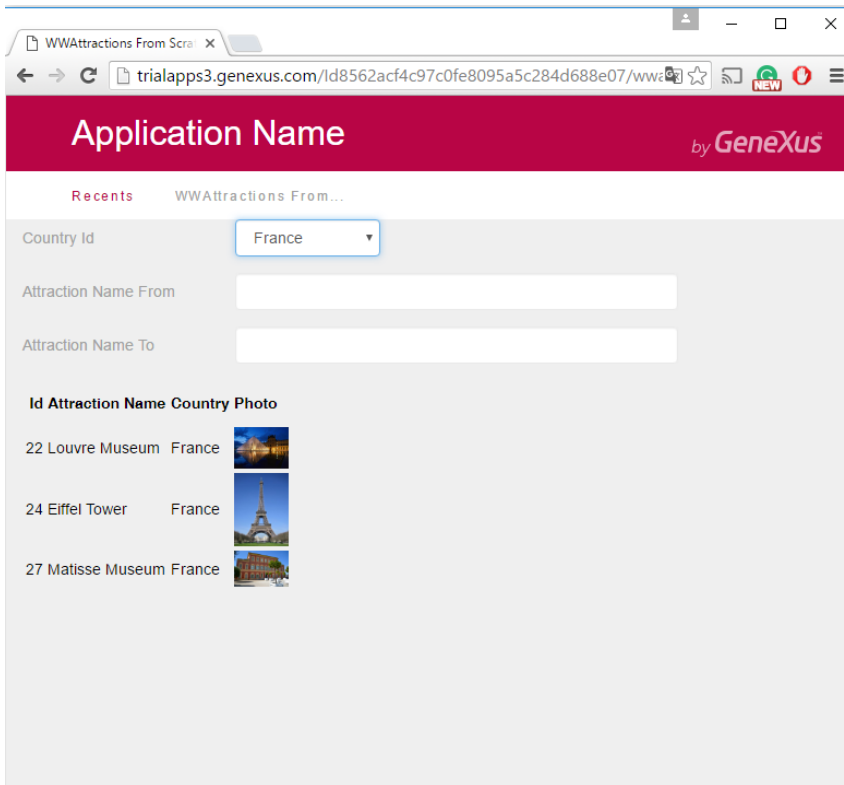 WWAttractions From Scra
trialapps3.genexus.com/Id8562acf4c97c0fe8095a5c284d688e07/wwa
NEW
Application Name
by GeneXus
Recents WWAttractions From...
Country Id France
Attraction Name From
Attraction Name To
Id Attraction Name Country Photo
22 Louvre Museum France
24 Eiffel Tower France
27 Matisse Museum France